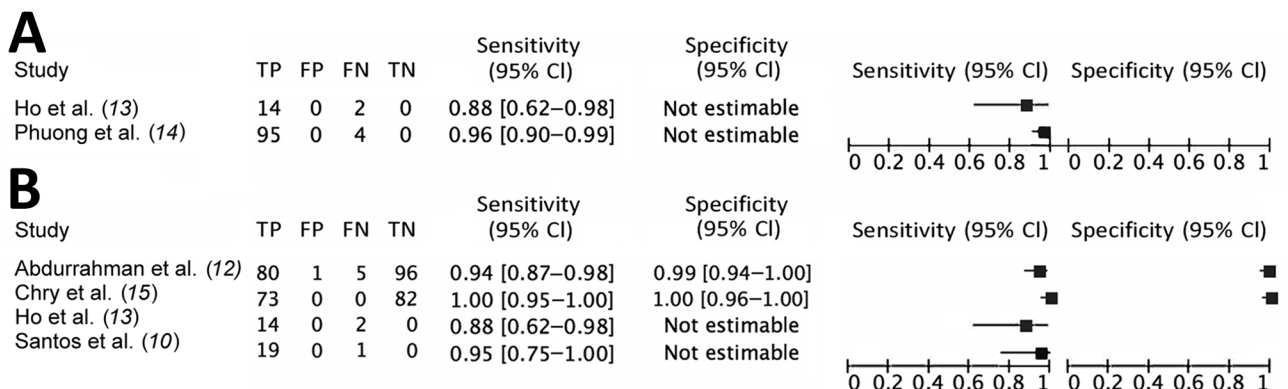 A
Sensitivity Specificity
Study TP FP FN TN (95% CI) (95% CI) Sensitivity (95% CI) Specificity (95% CI)
Ho et al. (13) 14 0 2 0 0.88 [0.62–0.98] Not estimable
Phuong et al. (14) 95 0 4 0 0.96 [0.90–0.99] Not estimable
0 0.2 0.4 0.6 0.8 1 0 0.2 0.4 0.6 0.8 1
B
Sensitivity Specificity
Study TP FP FN TN (95% CI) (95% CI) Sensitivity (95% CI) Specificity (95% CI)
Abdurrahman et al. (12) 80 1 5 96 0.94 [0.87–0.98] 0.99 [0.94–1.00]
Chry et al. (15) 73 0 0 82 1.00 [0.95–1.00] 1.00 [0.96–1.00]
Ho et al. (13) 14 0 2 0 0.88 [0.62–0.98] Not estimable
Santos et al. (10) 19 0 1 0 0.95 [0.75–1.00] Not estimable
0 0.2 0.4 0.6 0.8 1 0 0.2 0.4 0.6 0.8 1